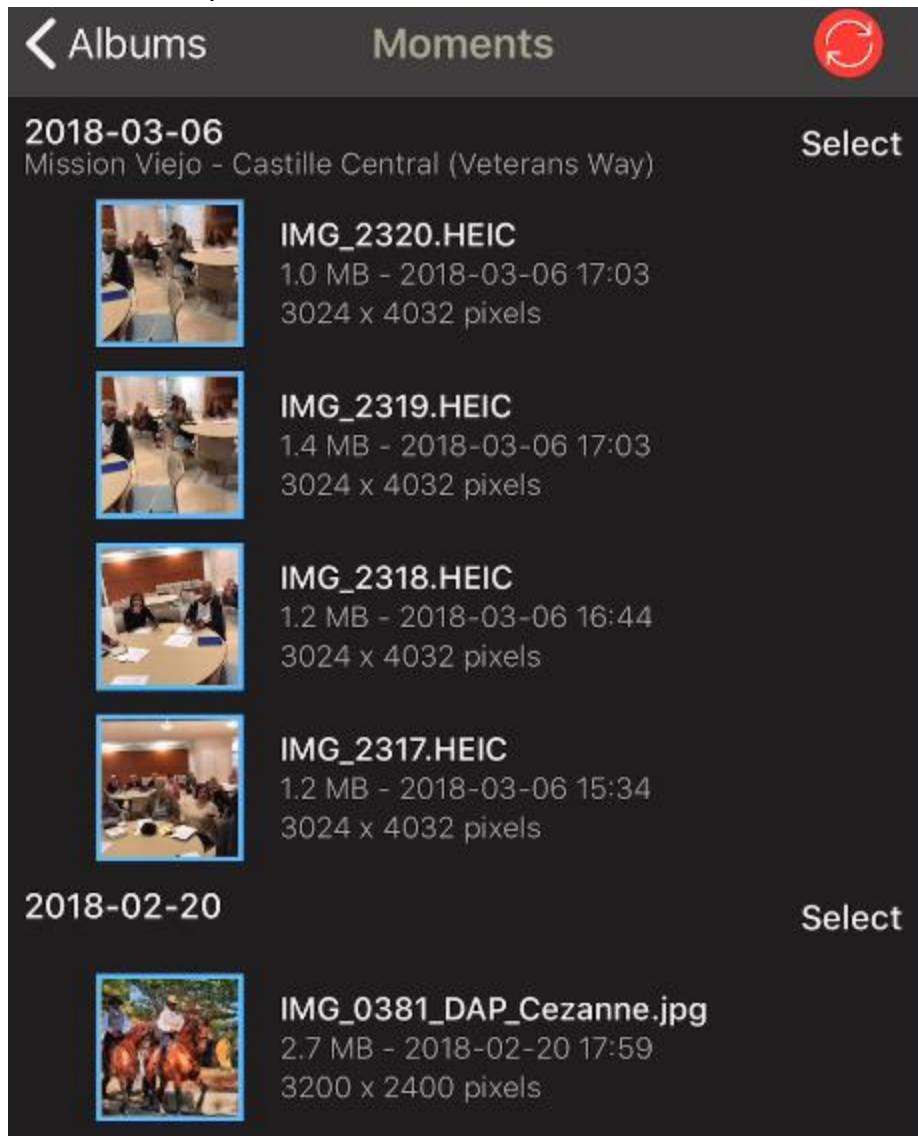 Albums
Moments
2018-03-06
Select
Mission Viejo - Castille Central (Veterans Way)
IMG_2320.HEIC
1.0 MB - 2018-03-06 17:03
3024 x 4032 pixels
IMG_2319.HEIC
1.4 MB - 2018-03-06 17:03
3024 x 4032 pixels
IMG_2318.HEIC
1.2 MB - 2018-03-06 16:44
3024 x 4032 pixels
IMG_2317.HEIC
1.2 MB - 2018-03-06 15:34
3024 x 4032 pixels
2018-02-20
Select
IMG_0381_DAP_Cezanne.jpg
2.7 MB - 2018-02-20 17:59
3200 x 2400 pixels